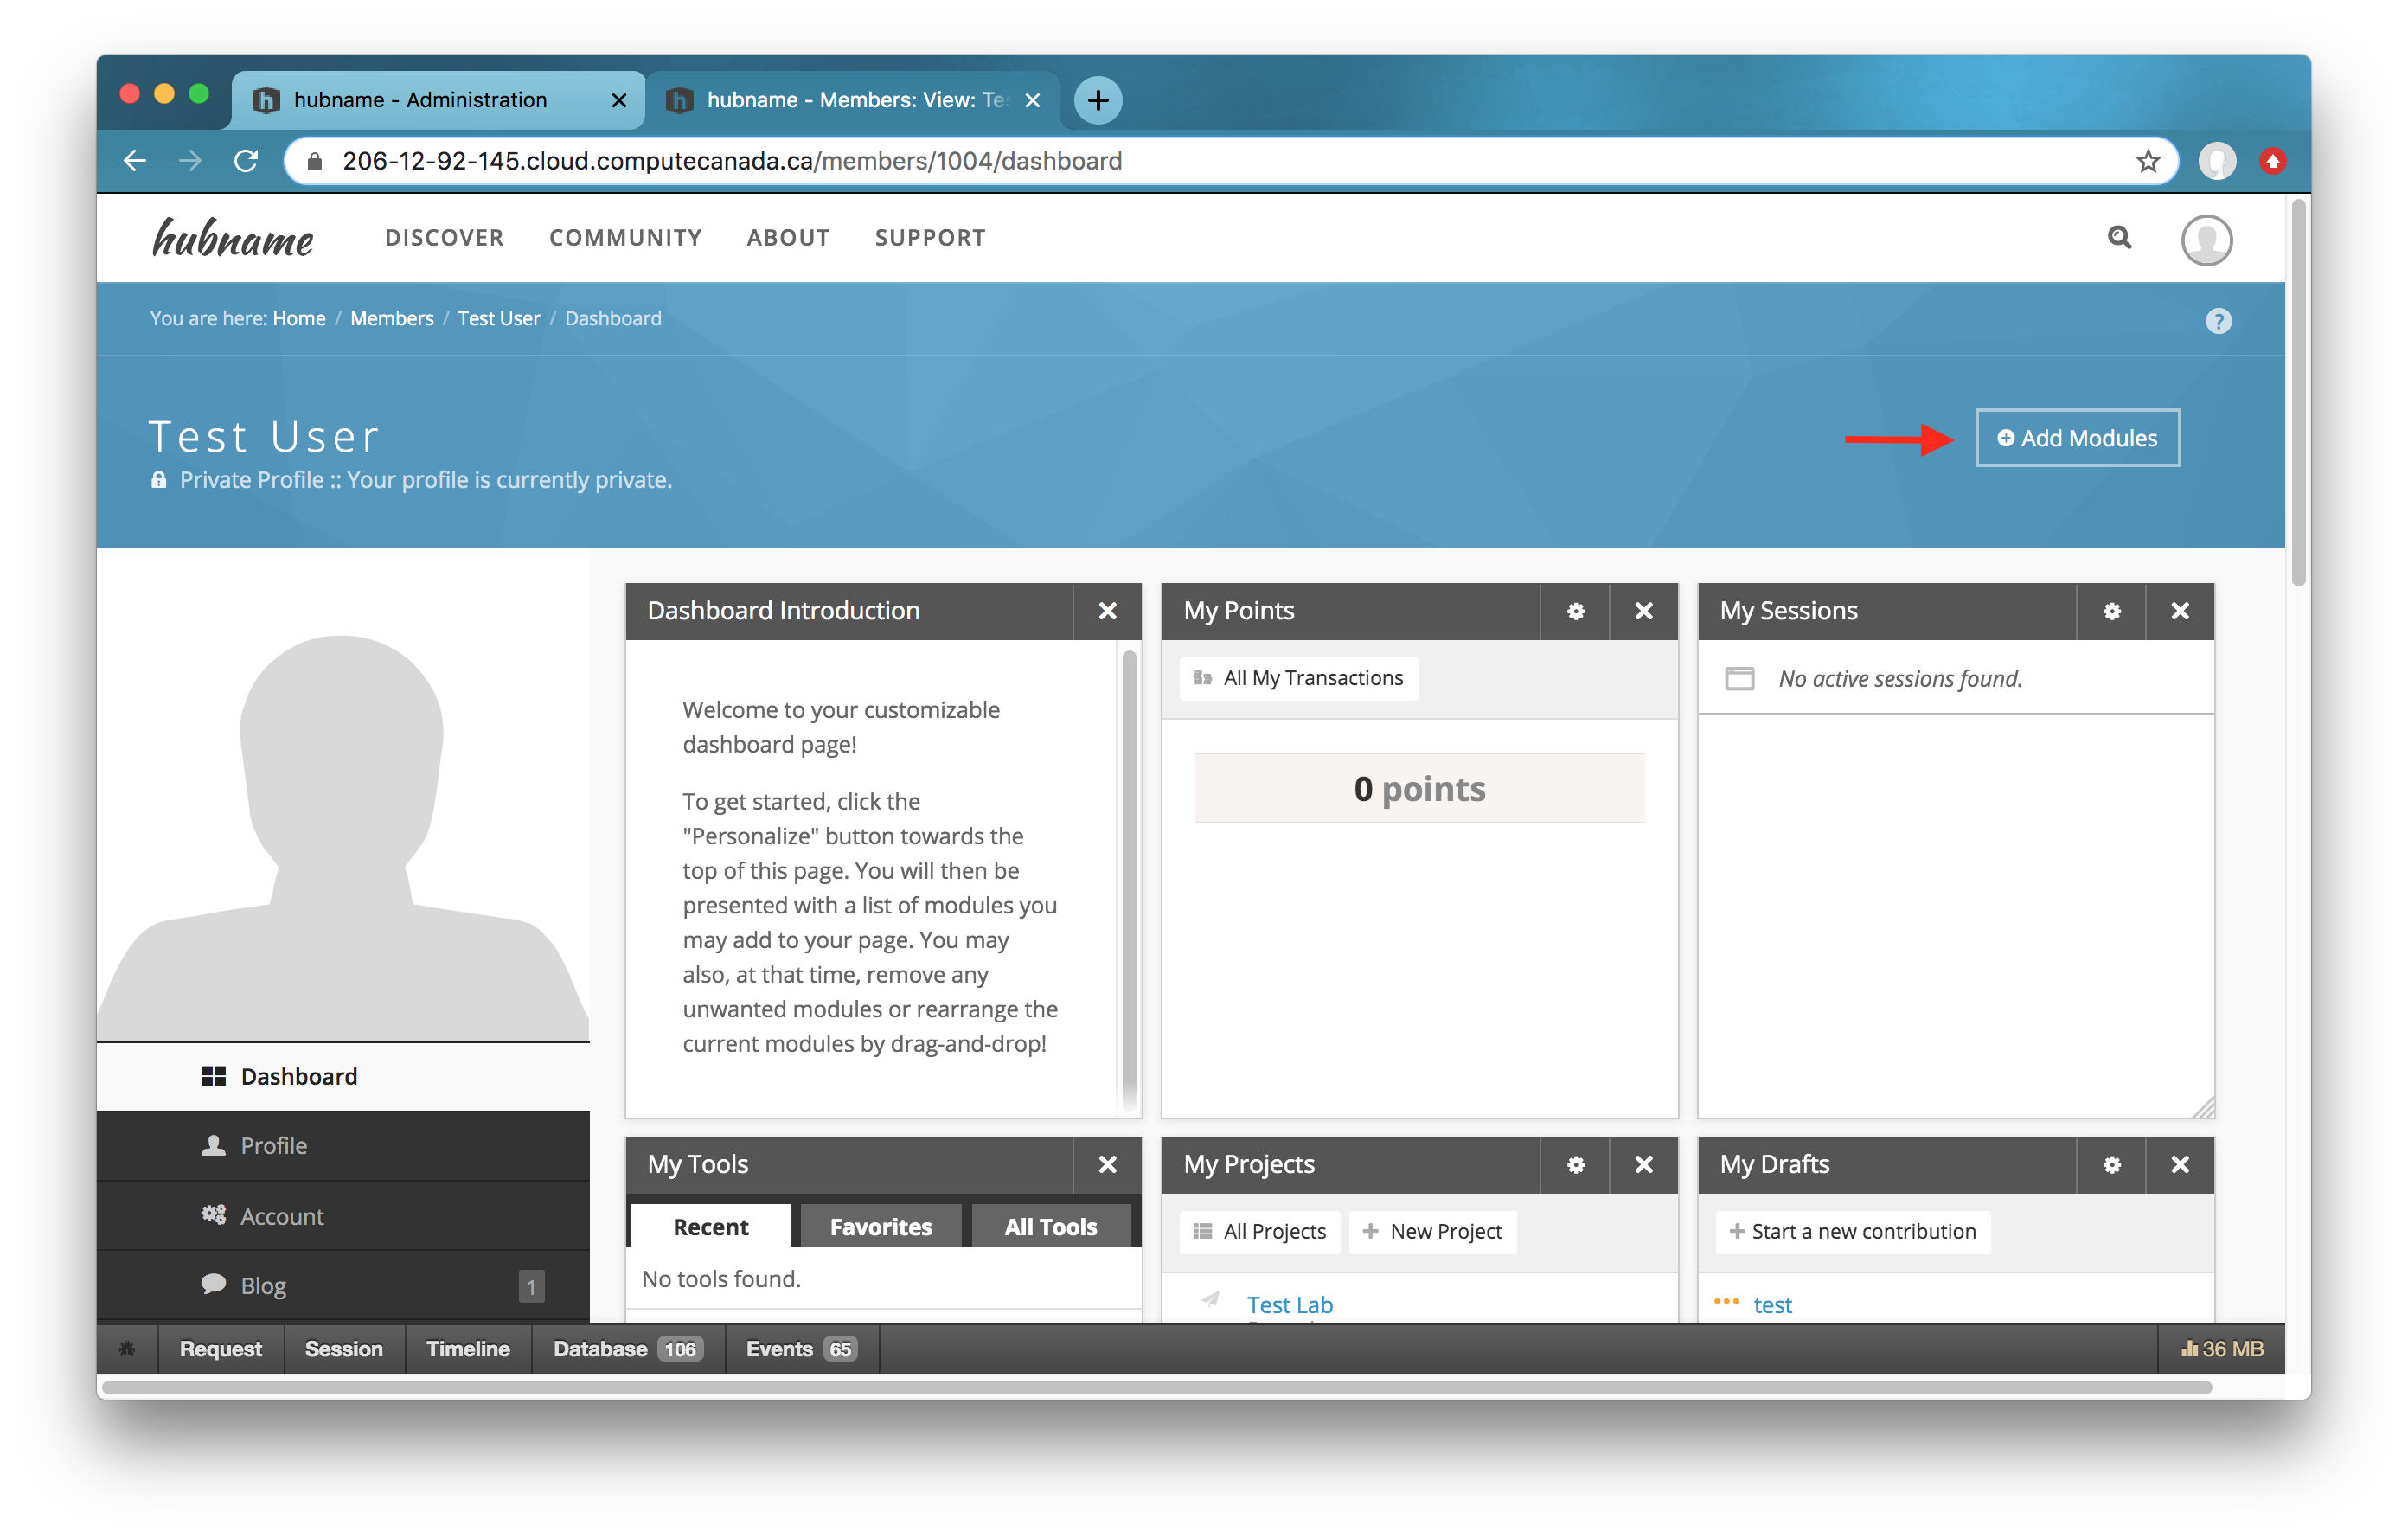 hubname - Administration
hubname - Members: View: Te
206-12-92-145.cloud.computecanada.ca/members/1004/dashboard
hubname
DISCOVER
COMMUNITY
ABOUT
SUPPORT
You are here: Home / Members / Test User / Dashboard
?
Test User
Private Profile :: Your profile is currently private.
Add Modules
Dashboard Introduction
Welcome to your customizable
dashboard page!
To get started, click the
"Personalize" button towards the
top of this page. You will then be
presented with a list of modules you
may add to your page. You may
also, at that time, remove any
unwanted modules or rearrange the
current modules by drag-and-drop!
My Points
All My Transactions
0 points
My Sessions
No active sessions found.
Dashboard
Profile
Account
Blog
1
My Tools
Recent
Favorites
All Tools
No tools found.
My Projects
All Projects
New Project
Test Lab
My Drafts
Start a new contribution
test
Request
Session
Timeline
Database 106
Events 65
36 MB